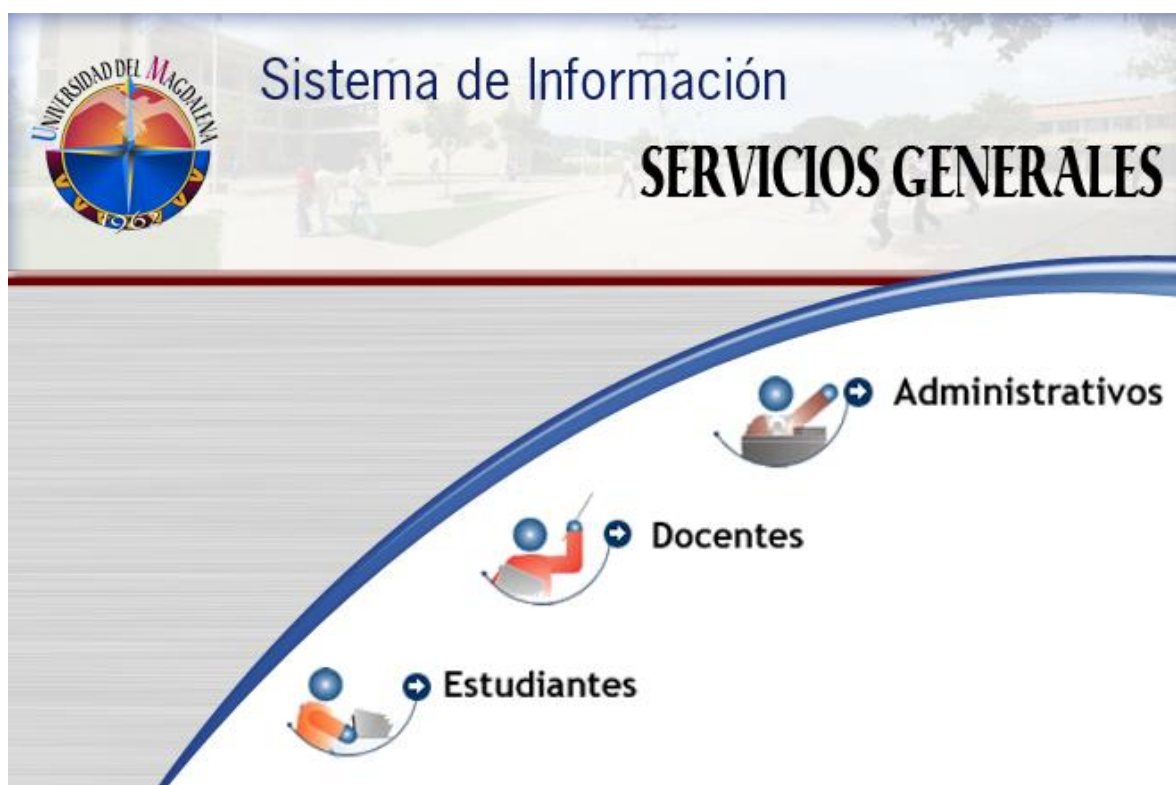 UNIVERSIDAD DEL MAGDALENA
1962
Sistema de Información
SERVICIOS GENERALES
Administrativos
Docentes
Estudiantes